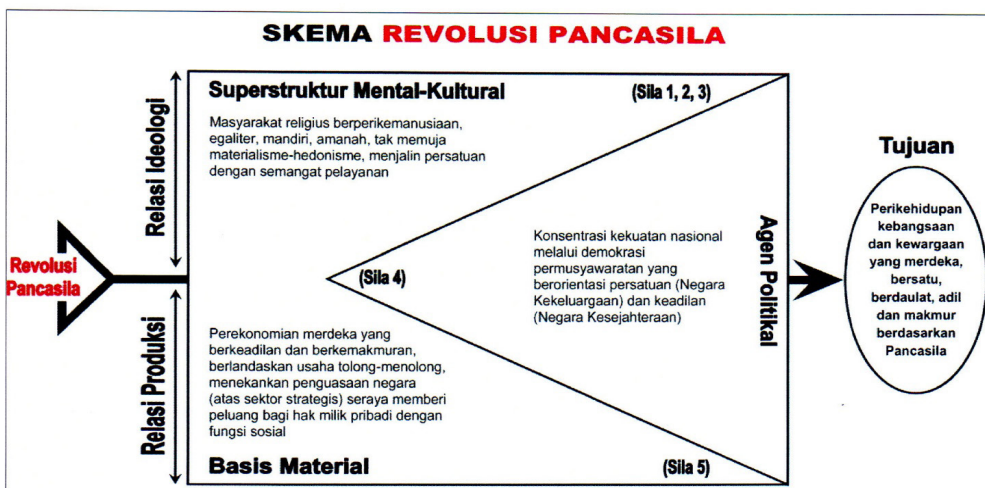 SKEMA REVOLUSI PANCASILA
Relasi Ideologi
Superstruktur Mental-Kultural
(Sila 1, 2, 3)
Masyarakat religius berperikemanusiaan,
egaliter, mandiri, amanah, tak memuja
materialisme-hedonisme, menjalin persatuan
dengan semangat pelayanan
Revolusi
Pancasila
(Sila 4)
Konsentrasi kekuatan nasional
melalui demokrasi
permusyawaratan yang
berorientasi persatuan (Negara
Kekeluargaan) dan keadilan
(Negara Kesejahteraan)
Agen Politikal
Tujuan
Perikehidupan
kebangsaan
dan kewargaan
yang merdeka,
bersatu,
berdaulat, adil
dan makmur
berdasarkan
Pancasila
Relasi Produksi
Perekonomian merdeka yang
berkeadilan dan berkemakmuran,
berlandaskan usaha tolong-menolong,
menekankan penguasaan negara
(atas sektor strategis) seraya memberi
peluang bagi hak milik pribadi dengan
fungsi sosial
Basis Material
(Sila 5)